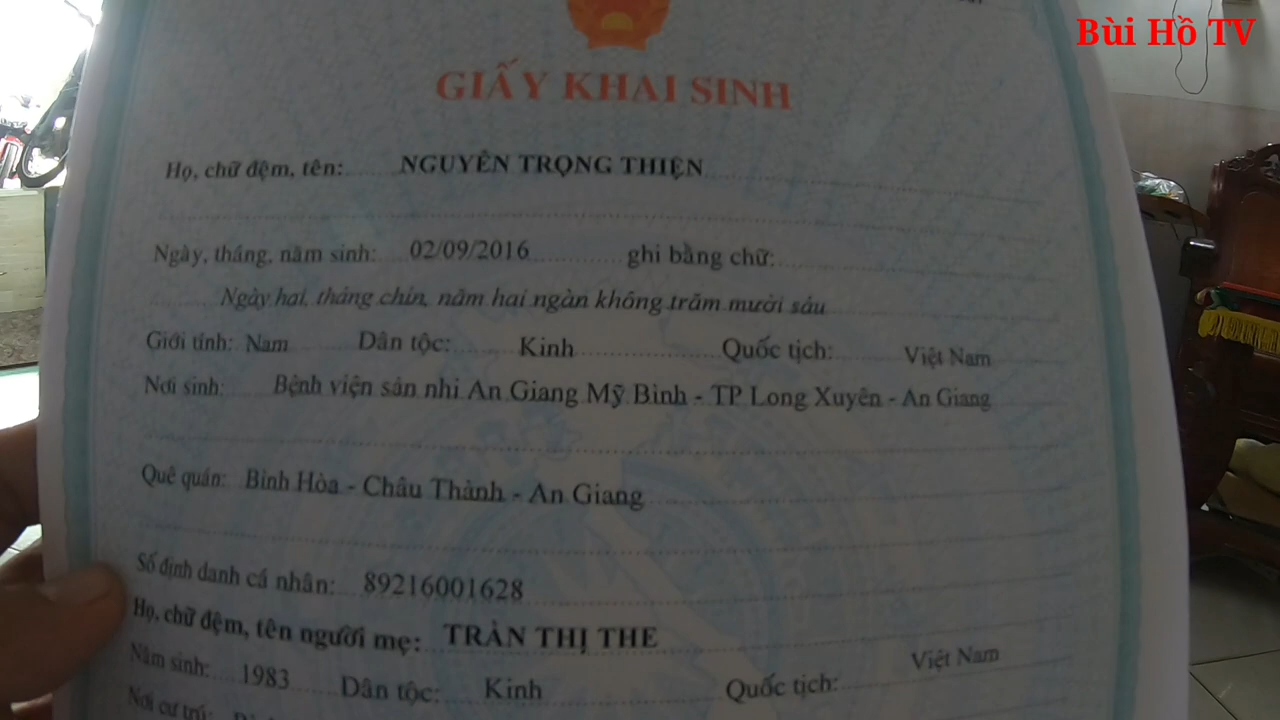 Bùi Hồ TV
GIẤY KHAI SINH
Họ, chữ đệm, tên: NGUYỄN TRỌNG THIỆN
Ngày, tháng, năm sinh: 02/09/2016 ghi bằng chữ:
Ngày hai, tháng chín, năm hai ngàn không trăm mười sáu
Giới tính: Nam Dân tộc: Kinh Quốc tịch: Việt Nam
Nơi sinh: Bệnh viện sản nhi An Giang Mỹ Bình - TP Long Xuyên - An Giang
Quê quán: Bình Hòa - Châu Thành - An Giang
Số định danh cá nhân: 89216001628
Họ, chữ đệm, tên người mẹ: TRẦN THỊ THE
Năm sinh: 1983 Dân tộc: Kinh Quốc tịch: Việt Nam
Nơi cư trú: